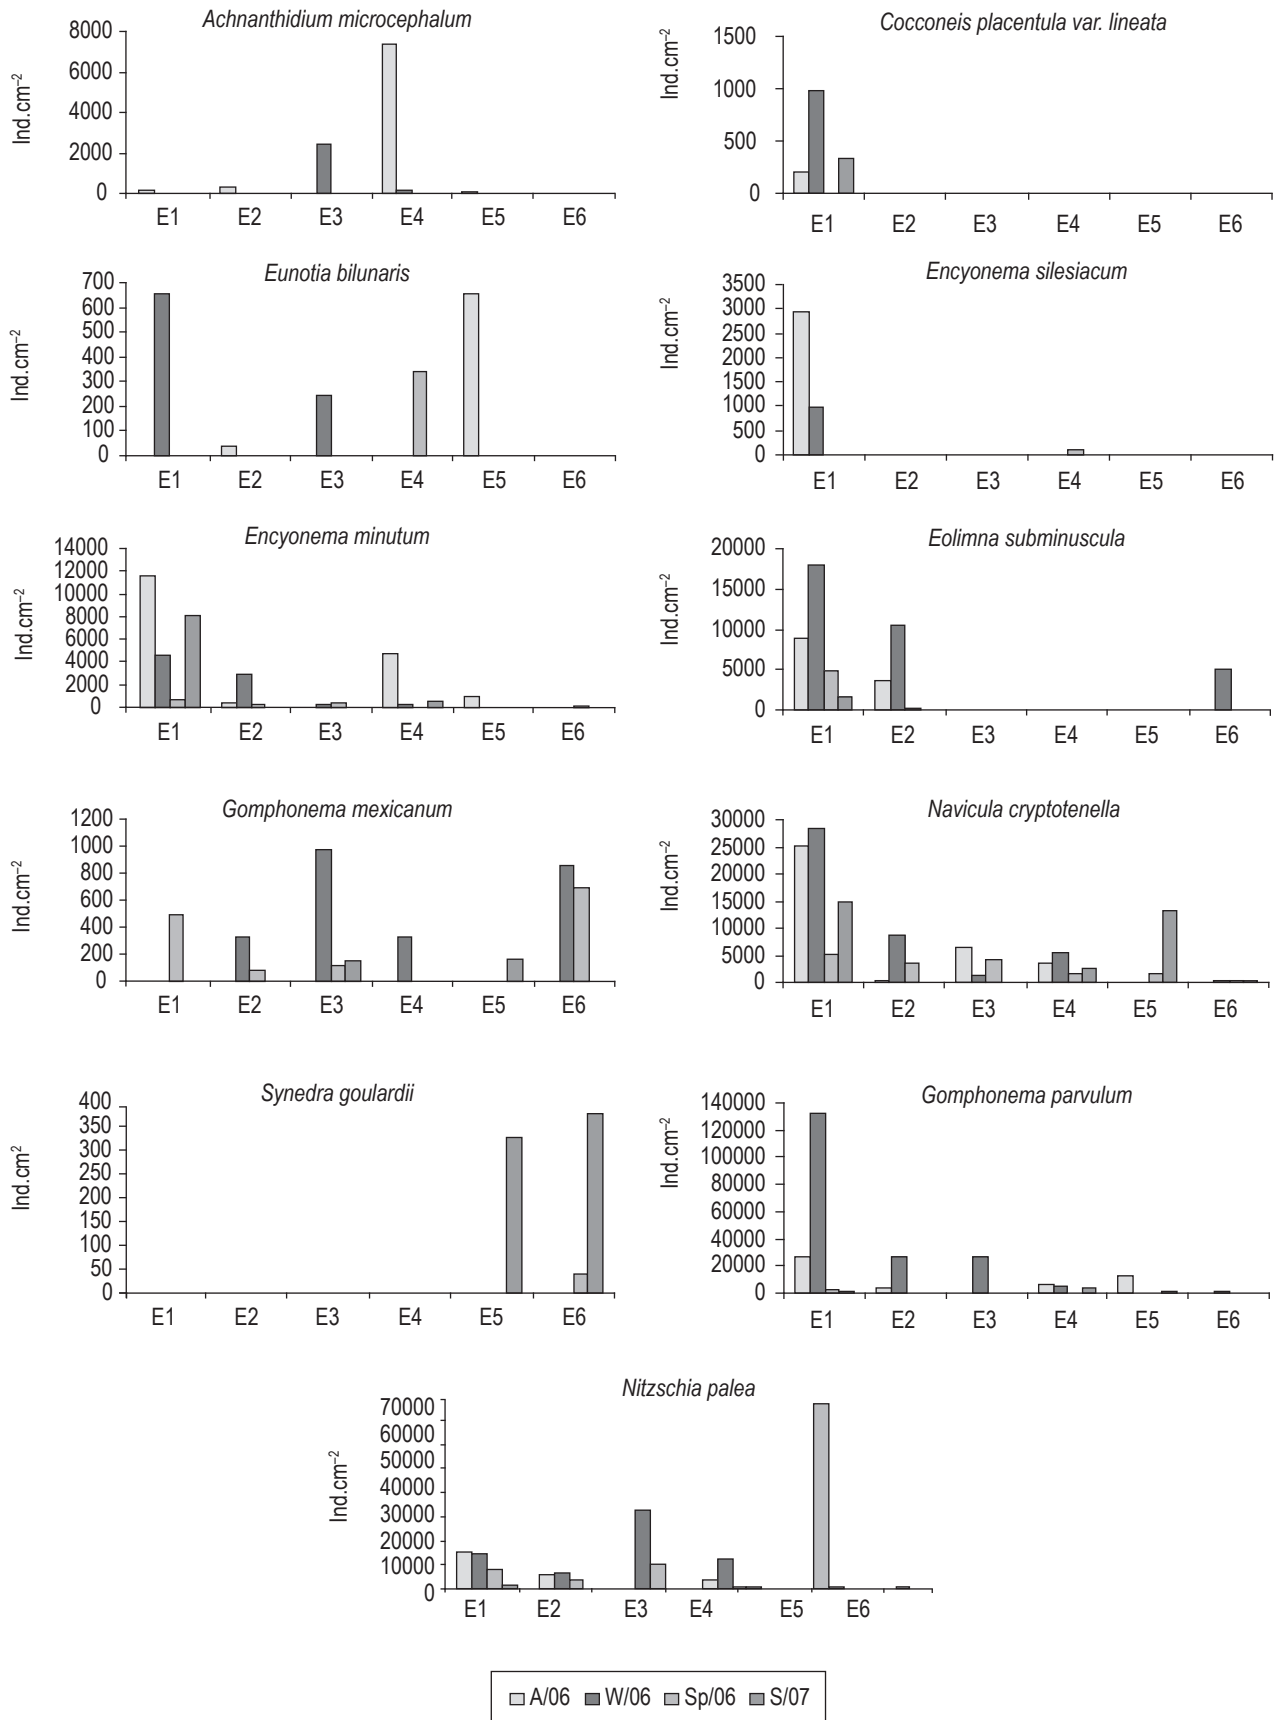 Achnanthidium microcephalum
Ind.cm⁻²
8000
6000
4000
2000
0
E1 E2 E3 E4 E5 E6
Cocconeis placentula var. lineata
Ind.cm⁻²
1500
1000
500
0
E1 E2 E3 E4 E5 E6
Eunotia bilunaris
Ind.cm⁻²
700
600
500
400
300
200
100
0
E1 E2 E3 E4 E5 E6
Encyonema silesiacum
Ind.cm⁻²
3500
3000
2500
2000
1500
1000
500
0
E1 E2 E3 E4 E5 E6
Encyonema minutum
Ind.cm⁻²
14000
12000
10000
8000
6000
4000
2000
0
E1 E2 E3 E4 E5 E6
Eolimna subminuscula
Ind.cm⁻²
20000
15000
10000
5000
0
E1 E2 E3 E4 E5 E6
Gomphonema mexicanum
Ind.cm⁻²
1200
1000
800
600
400
200
0
E1 E2 E3 E4 E5 E6
Navicula cryptotenella
Ind.cm⁻²
30000
25000
20000
15000
10000
5000
0
E1 E2 E3 E4 E5 E6
Synedra goulardii
Ind.cm²
400
350
300
250
200
150
100
50
0
E1 E2 E3 E4 E5 E6
Gomphonema parvulum
Ind.cm⁻²
140000
120000
100000
80000
60000
40000
20000
0
E1 E2 E3 E4 E5 E6
Nitzschia palea
Ind.cm⁻²
70000
60000
50000
40000
30000
20000
10000
0
E1 E2 E3 E4 E5 E6
A/06 W/06 Sp/06 S/07